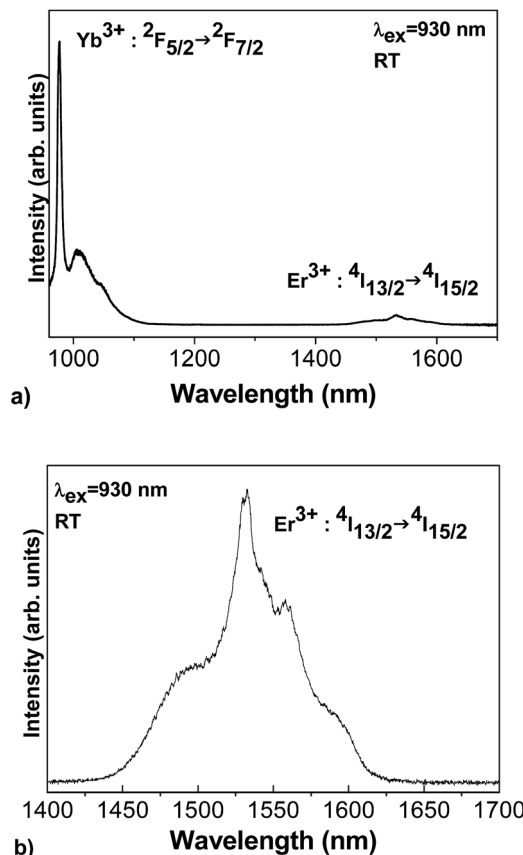 Yb³⁺ : ²F₅/₂→²F₇/₂
λex=930 nm
RT
Er³⁺ : ⁴I₁₃/₂→⁴I₁₅/₂
Intensity (arb. units)
1000 1200 1400 1600
Wavelength (nm)
a)
λex=930 nm
RT
Er³⁺ : ⁴I₁₃/₂→⁴I₁₅/₂
Intensity (arb. units)
1400 1450 1500 1550 1600 1650 1700
Wavelength (nm)
b)